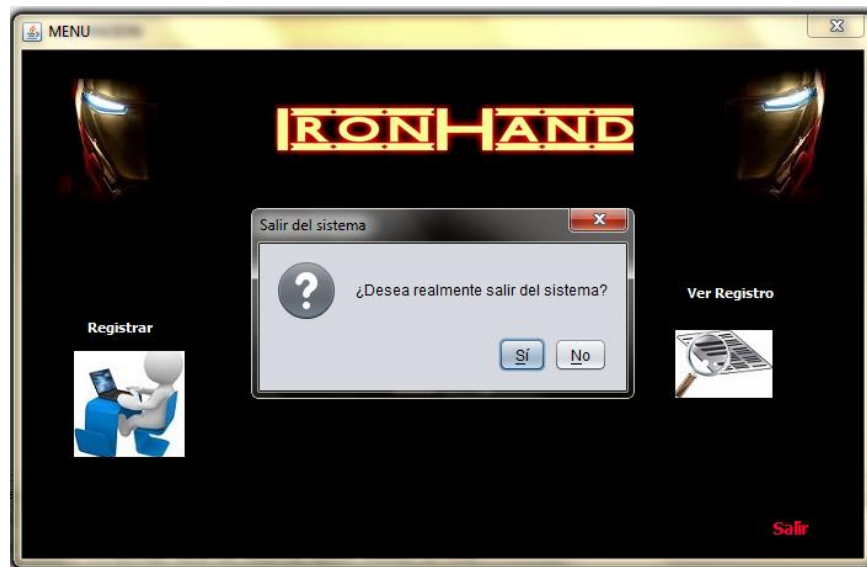 MENU
IRONHAND
Salir del sistema
¿Desea realmente salir del sistema?
Sí
No
Ver Registro
Registrar
Salir